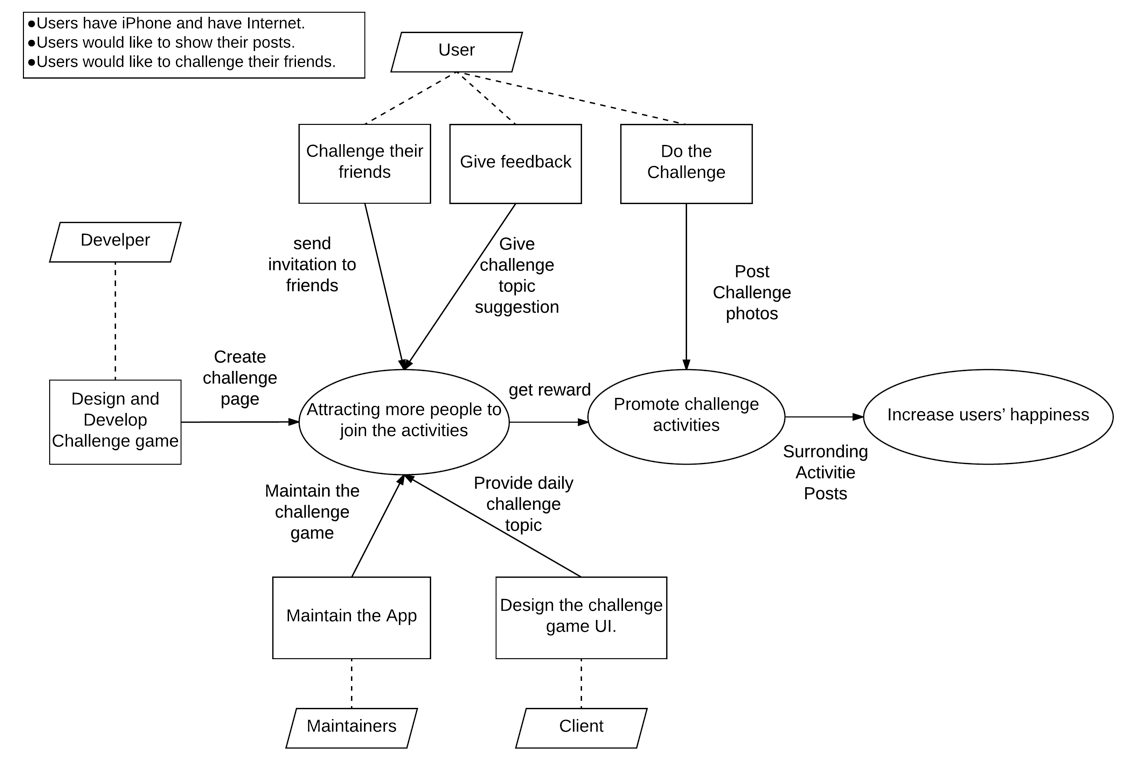 ●Users have iPhone and have Internet.
●Users would like to show their posts.
●Users would like to challenge their friends.
User
Challenge their
friends
Give feedback
Do the
Challenge
Develper
send
invitation to
friends
Give
challenge
topic
suggestion
Post
Challenge
photos
Create
challenge
page
Design and
Develop
Challenge game
Attracting more people to
join the activities
get reward
Promote challenge
activities
Increase users’ happiness
Surronding
Activitie
Posts
Maintain the
challenge
game
Provide daily
challenge
topic
Maintain the App
Design the challenge
game UI.
Maintainers
Client